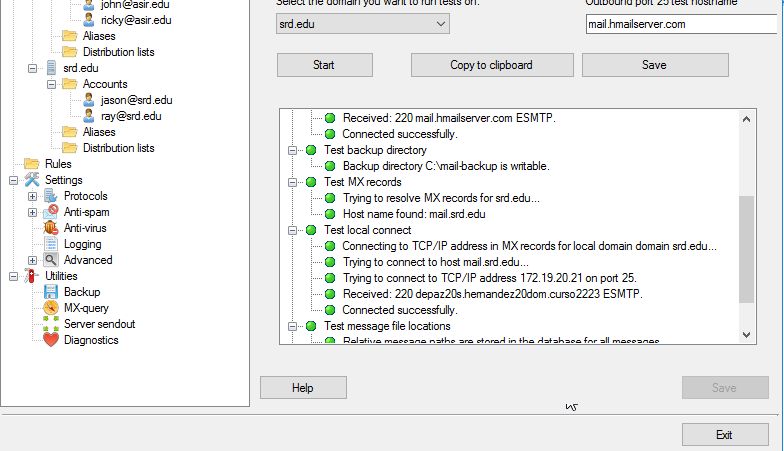 john@asir.edu
ricky@asir.edu
Aliases
Distribution lists
srd.edu
Accounts
jason@srd.edu
ray@srd.edu
Aliases
Distribution lists
Rules
Settings
Protocols
Anti-spam
Anti-virus
Logging
Advanced
Utilities
Backup
MX-query
Server sendout
Diagnostics
Select the domain you want to run tests on:
Outbound port 25 test hostname
srd.edu
mail.hmailserver.com
Start
Copy to clipboard
Save
Received: 220 mail.hmailserver.com ESMTP.
Connected successfully.
Test backup directory
Backup directory C:\mail-backup is writable.
Test MX records
Trying to resolve MX records for srd.edu...
Host name found: mail.srd.edu
Test local connect
Connecting to TCP/IP address in MX records for local domain domain srd.edu...
Trying to connect to host mail.srd.edu...
Trying to connect to TCP/IP address 172.19.20.21 on port 25.
Received: 220 depaz20s.hernandez20dom.curso2223 ESMTP.
Connected successfully.
Test message file locations
Relative message paths are stored in the database for all messages.
Help
Save
Exit